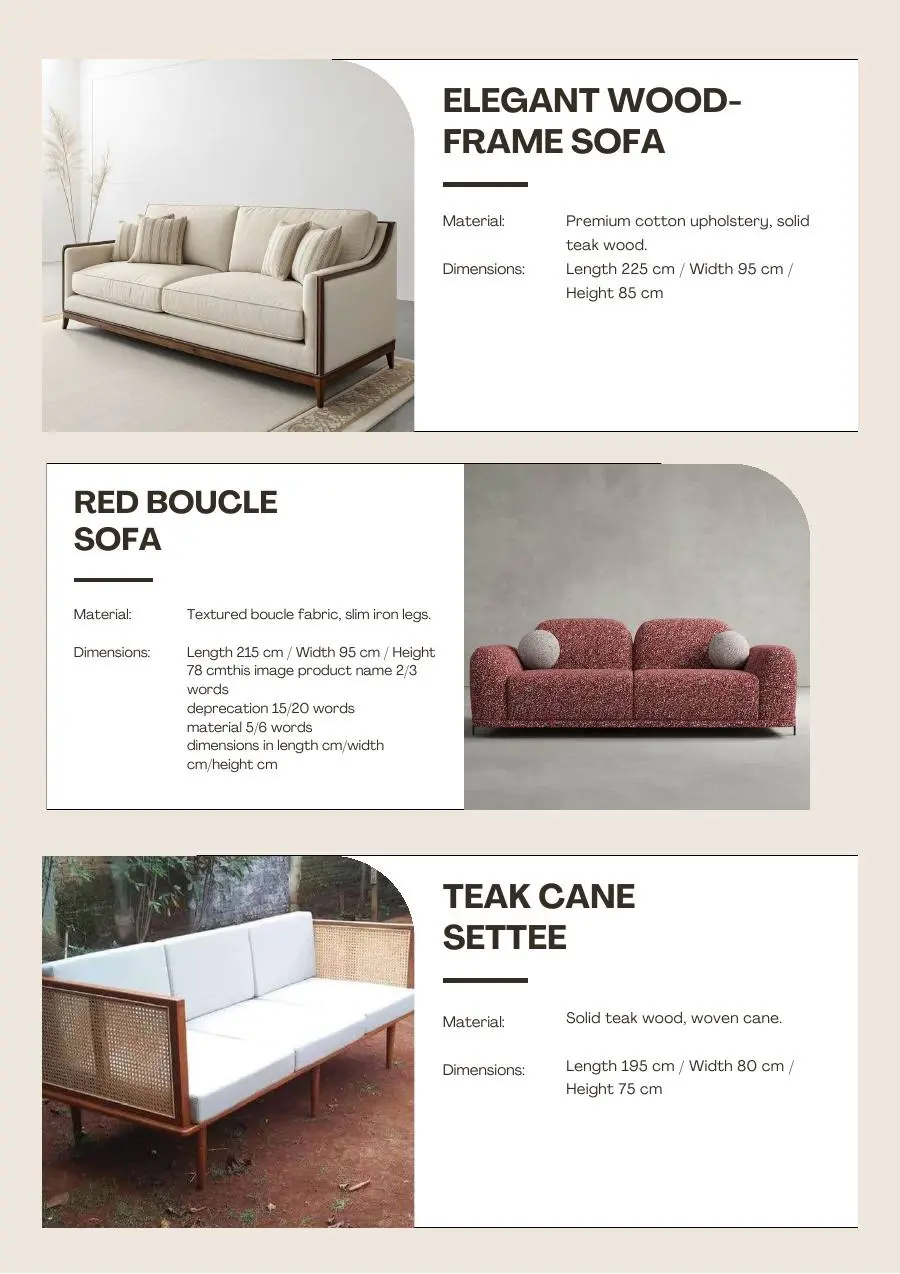 ELEGANT WOOD-
FRAME SOFA
Material: Premium cotton upholstery, solid
teak wood.
Dimensions: Length 225 cm / Width 95 cm /
Height 85 cm
RED BOUCLE
SOFA
Material: Textured boucle fabric, slim iron legs.
Dimensions: Length 215 cm / Width 95 cm / Height
78 cmthis image product name 2/3
words
deprecation 15/20 words
material 5/6 words
dimensions in length cm/width
cm/height cm
TEAK CANE
SETTEE
Material: Solid teak wood, woven cane.
Dimensions: Length 195 cm / Width 80 cm /
Height 75 cm